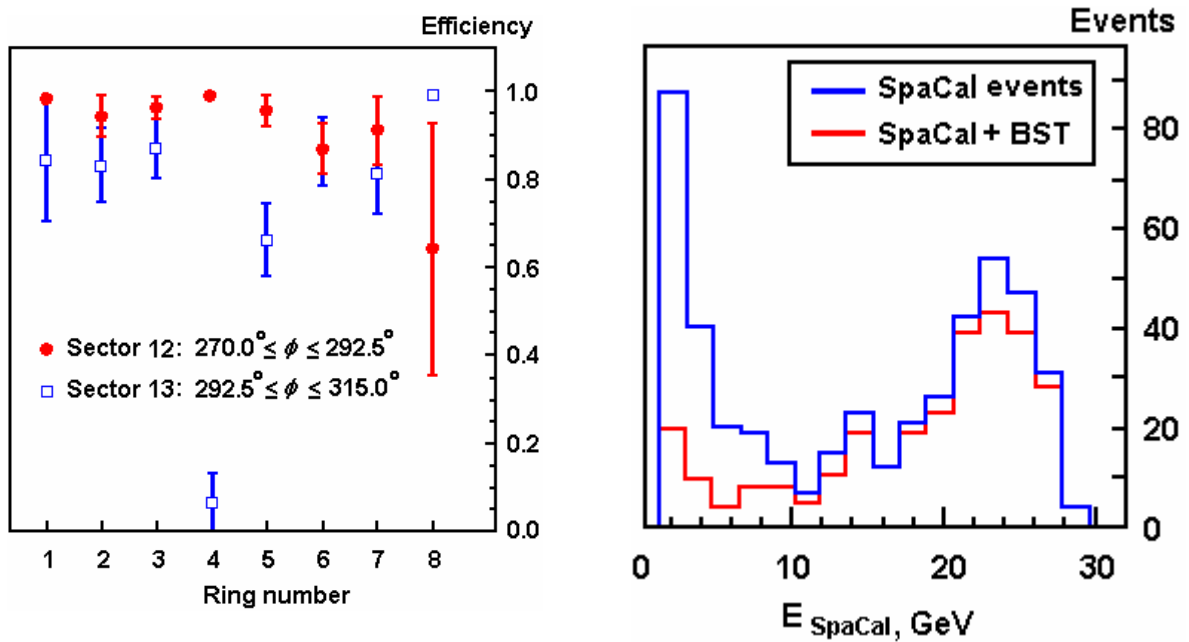 Efficiency
1.0
0.8
0.6
0.4
0.2
0.0
Sector 12: 270.0° ≤ ϕ ≤ 292.5°
Sector 13: 292.5° ≤ ϕ ≤ 315.0°
1 2 3 4 5 6 7 8
Ring number
Events
SpaCal events
SpaCal + BST
80
60
40
20
0
0 10 20 30
E SpaCal, GeV